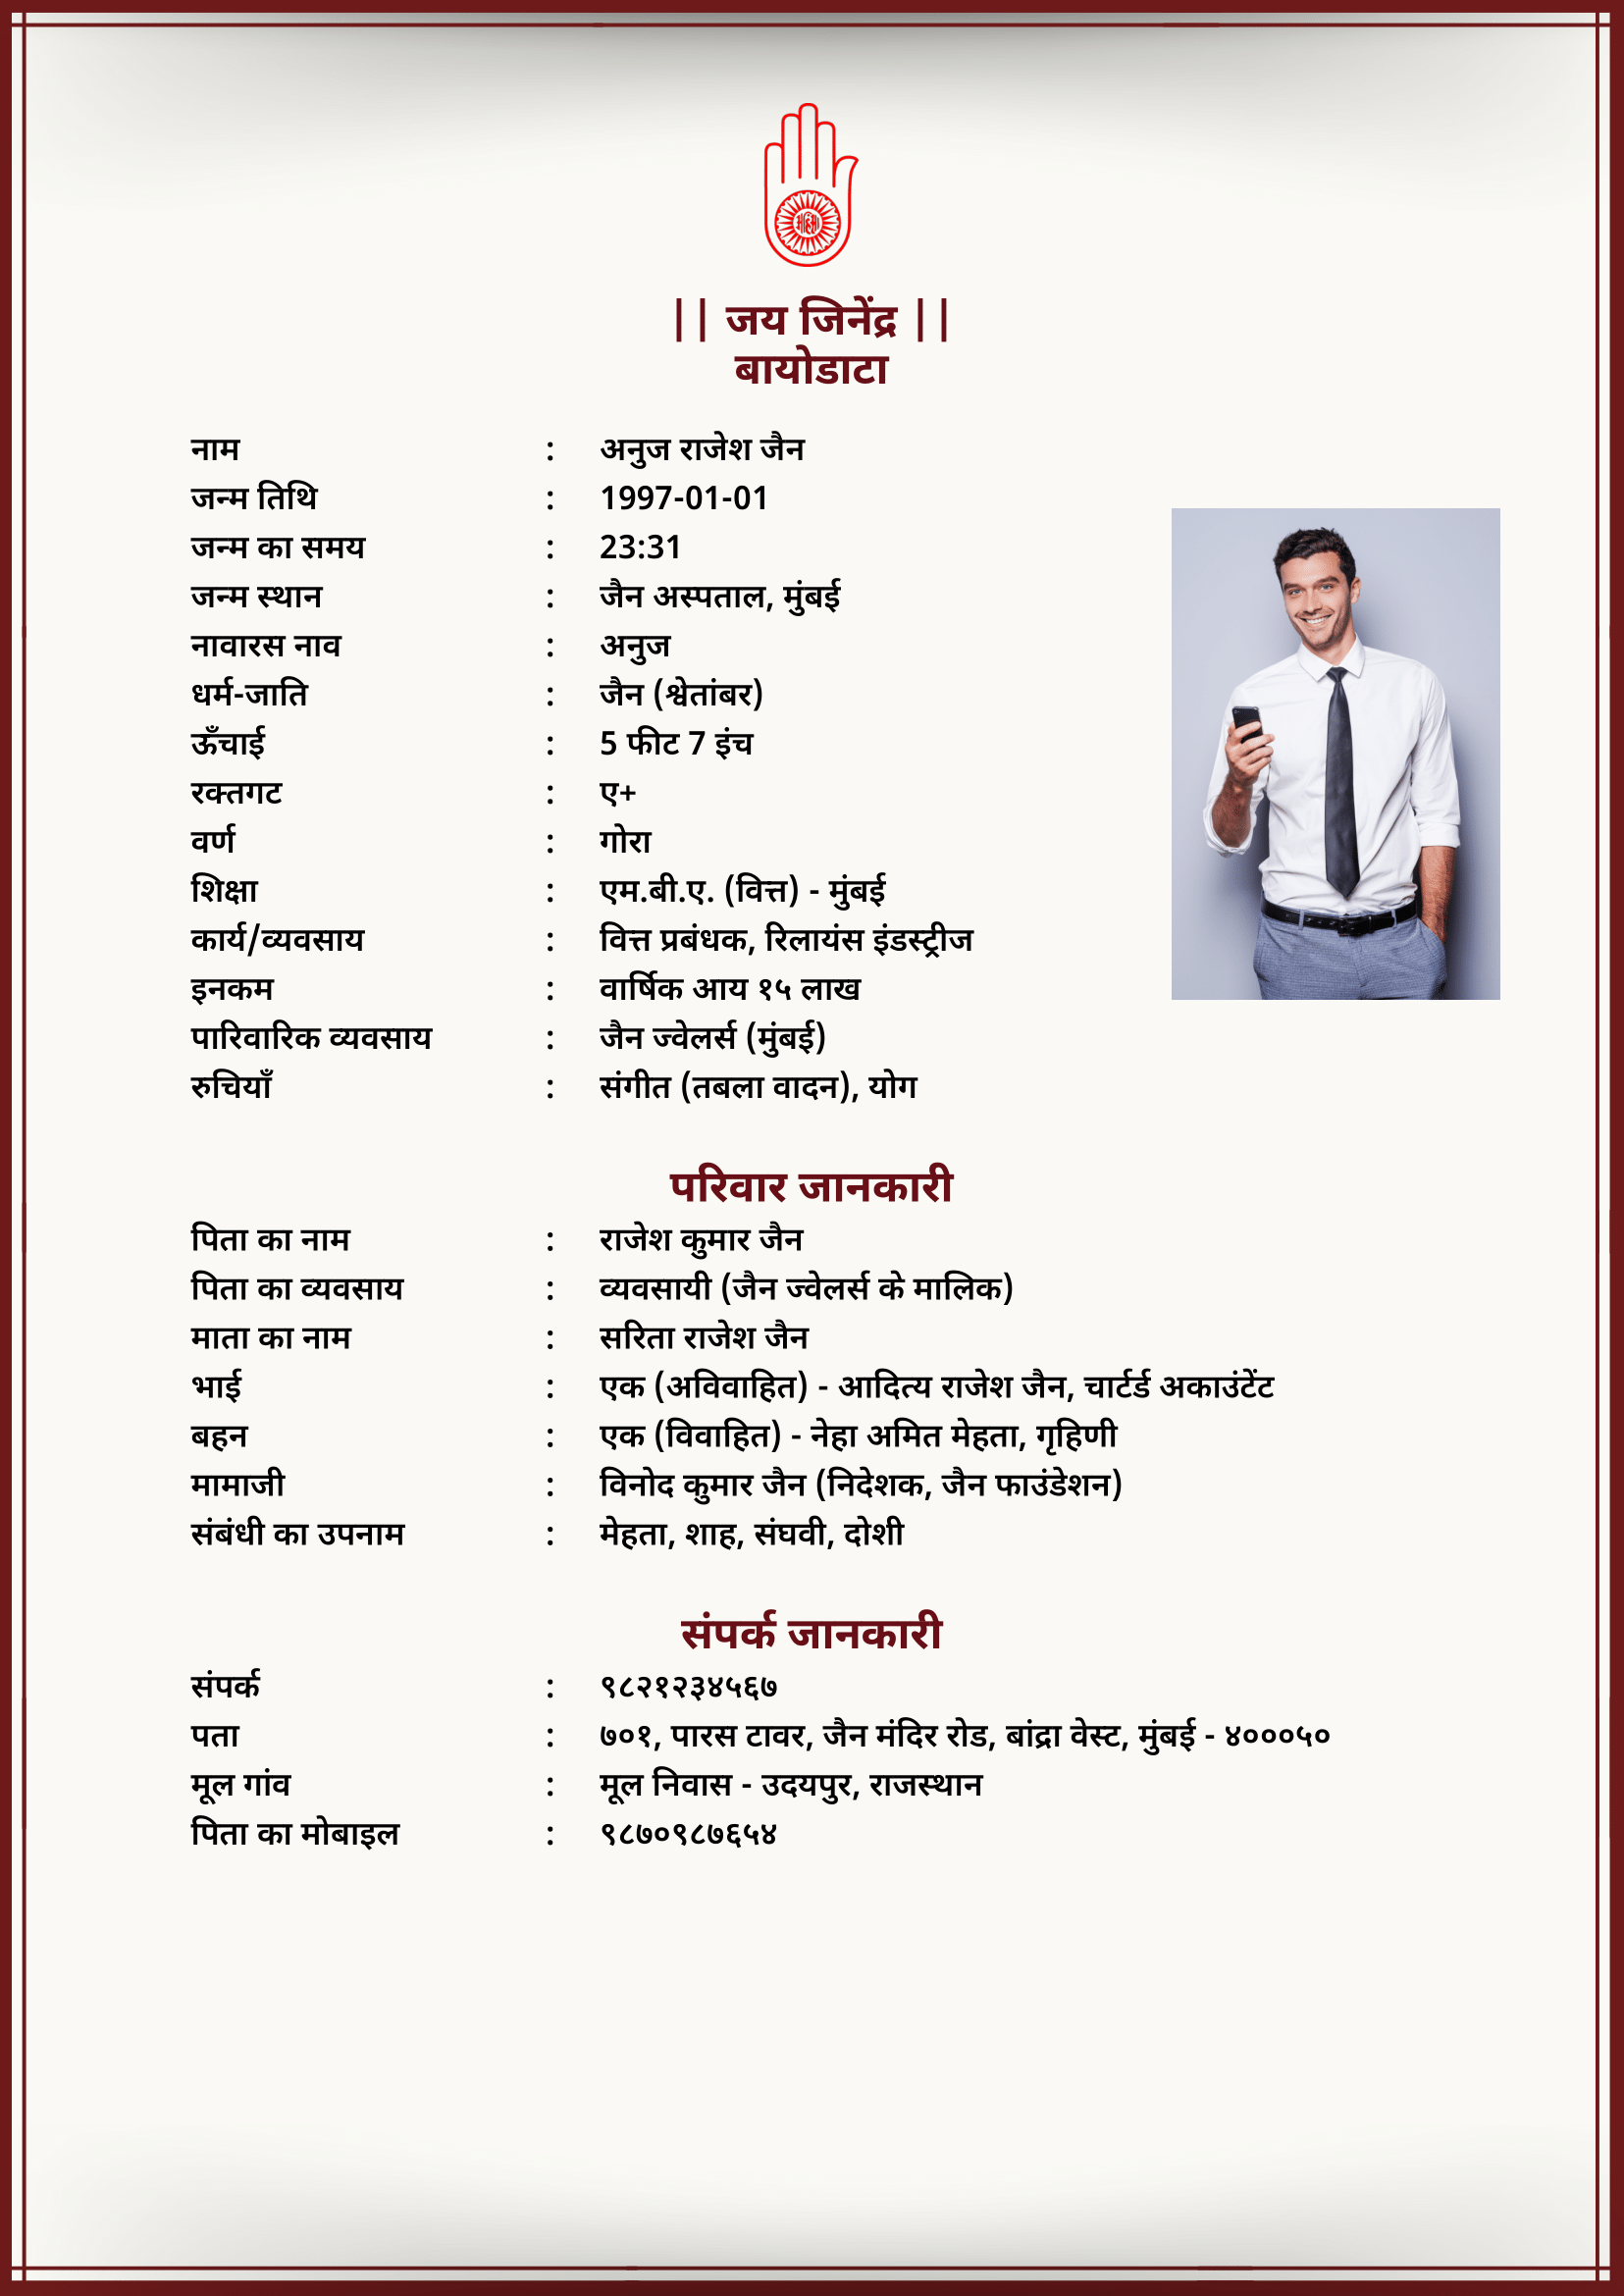 अहिंसा
|| जय जिनेंद्र ||
बायोडाटा
नाम : अनुज राजेश जैन
जन्म तिथि : 1997-01-01
जन्म का समय : 23:31
जन्म स्थान : जैन अस्पताल, मुंबई
नावारस नाव : अनुज
धर्म-जाति : जैन (श्वेतांबर)
ऊँचाई : 5 फीट 7 इंच
रक्तगट : ए+
वर्ण : गोरा
शिक्षा : एम.बी.ए. (वित्त) - मुंबई
कार्य/व्यवसाय : वित्त प्रबंधक, रिलायंस इंडस्ट्रीज
इनकम : वार्षिक आय १५ लाख
पारिवारिक व्यवसाय : जैन ज्वेलर्स (मुंबई)
रुचियाँ : संगीत (तबला वादन), योग
परिवार जानकारी
पिता का नाम : राजेश कुमार जैन
पिता का व्यवसाय : व्यवसायी (जैन ज्वेलर्स के मालिक)
माता का नाम : सरिता राजेश जैन
भाई : एक (अविवाहित) - आदित्य राजेश जैन, चार्टर्ड अकाउंटेंट
बहन : एक (विवाहित) - नेहा अमित मेहता, गृहिणी
मामाजी : विनोद कुमार जैन (निदेशक, जैन फाउंडेशन)
संबंधी का उपनाम : मेहता, शाह, संघवी, दोशी
संपर्क जानकारी
संपर्क : ९८२१२३४५६७
पता : ७०१, पारस टावर, जैन मंदिर रोड, बांद्रा वेस्ट, मुंबई - ४०००५०
मूल गांव : मूल निवास - उदयपुर, राजस्थान
पिता का मोबाइल : ९८७०९८७६५४